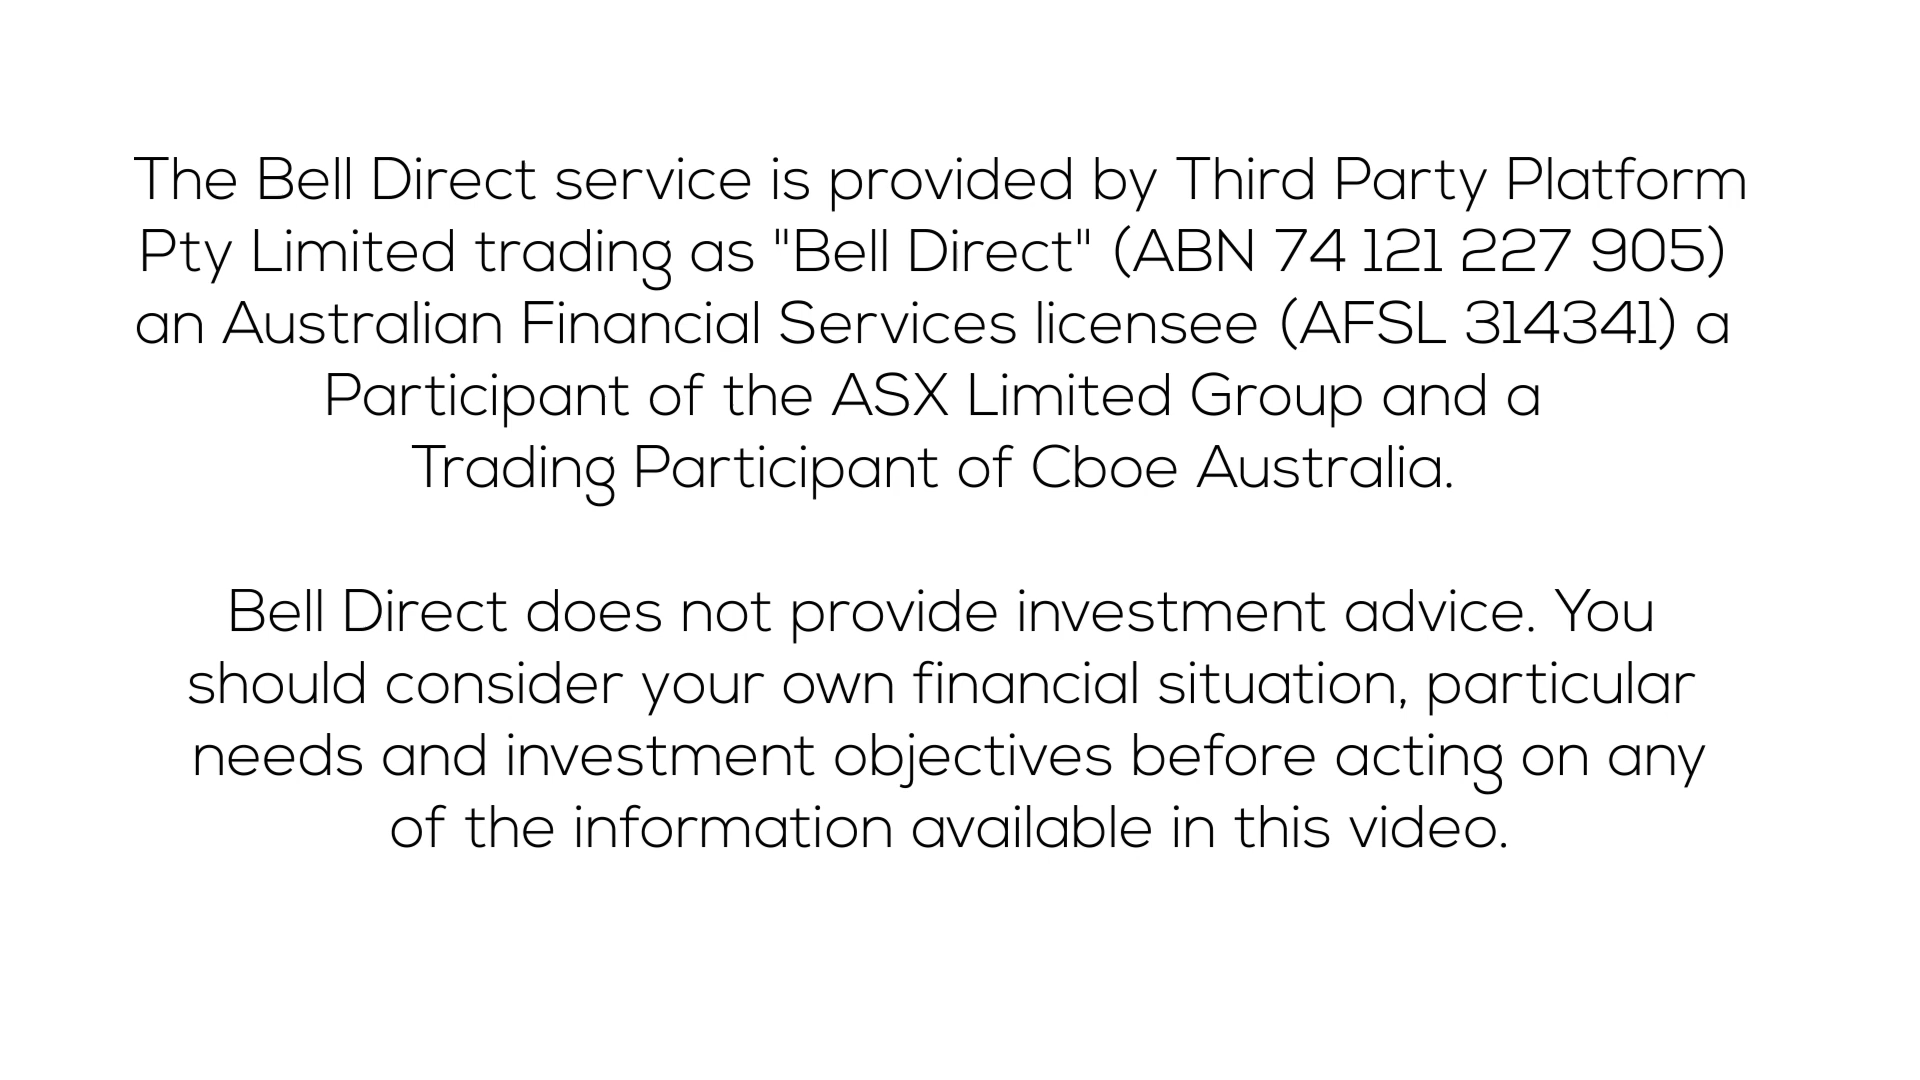 The Bell Direct service is provided by Third Party Platform
Pty Limited trading as "Bell Direct" (ABN 74 121 227 905)
an Australian Financial Services licensee (AFSL 314341) a
Participant of the ASX Limited Group and a
Trading Participant of Cboe Australia.
Bell Direct does not provide investment advice. You
should consider your own financial situation, particular
needs and investment objectives before acting on any
of the information available in this video.